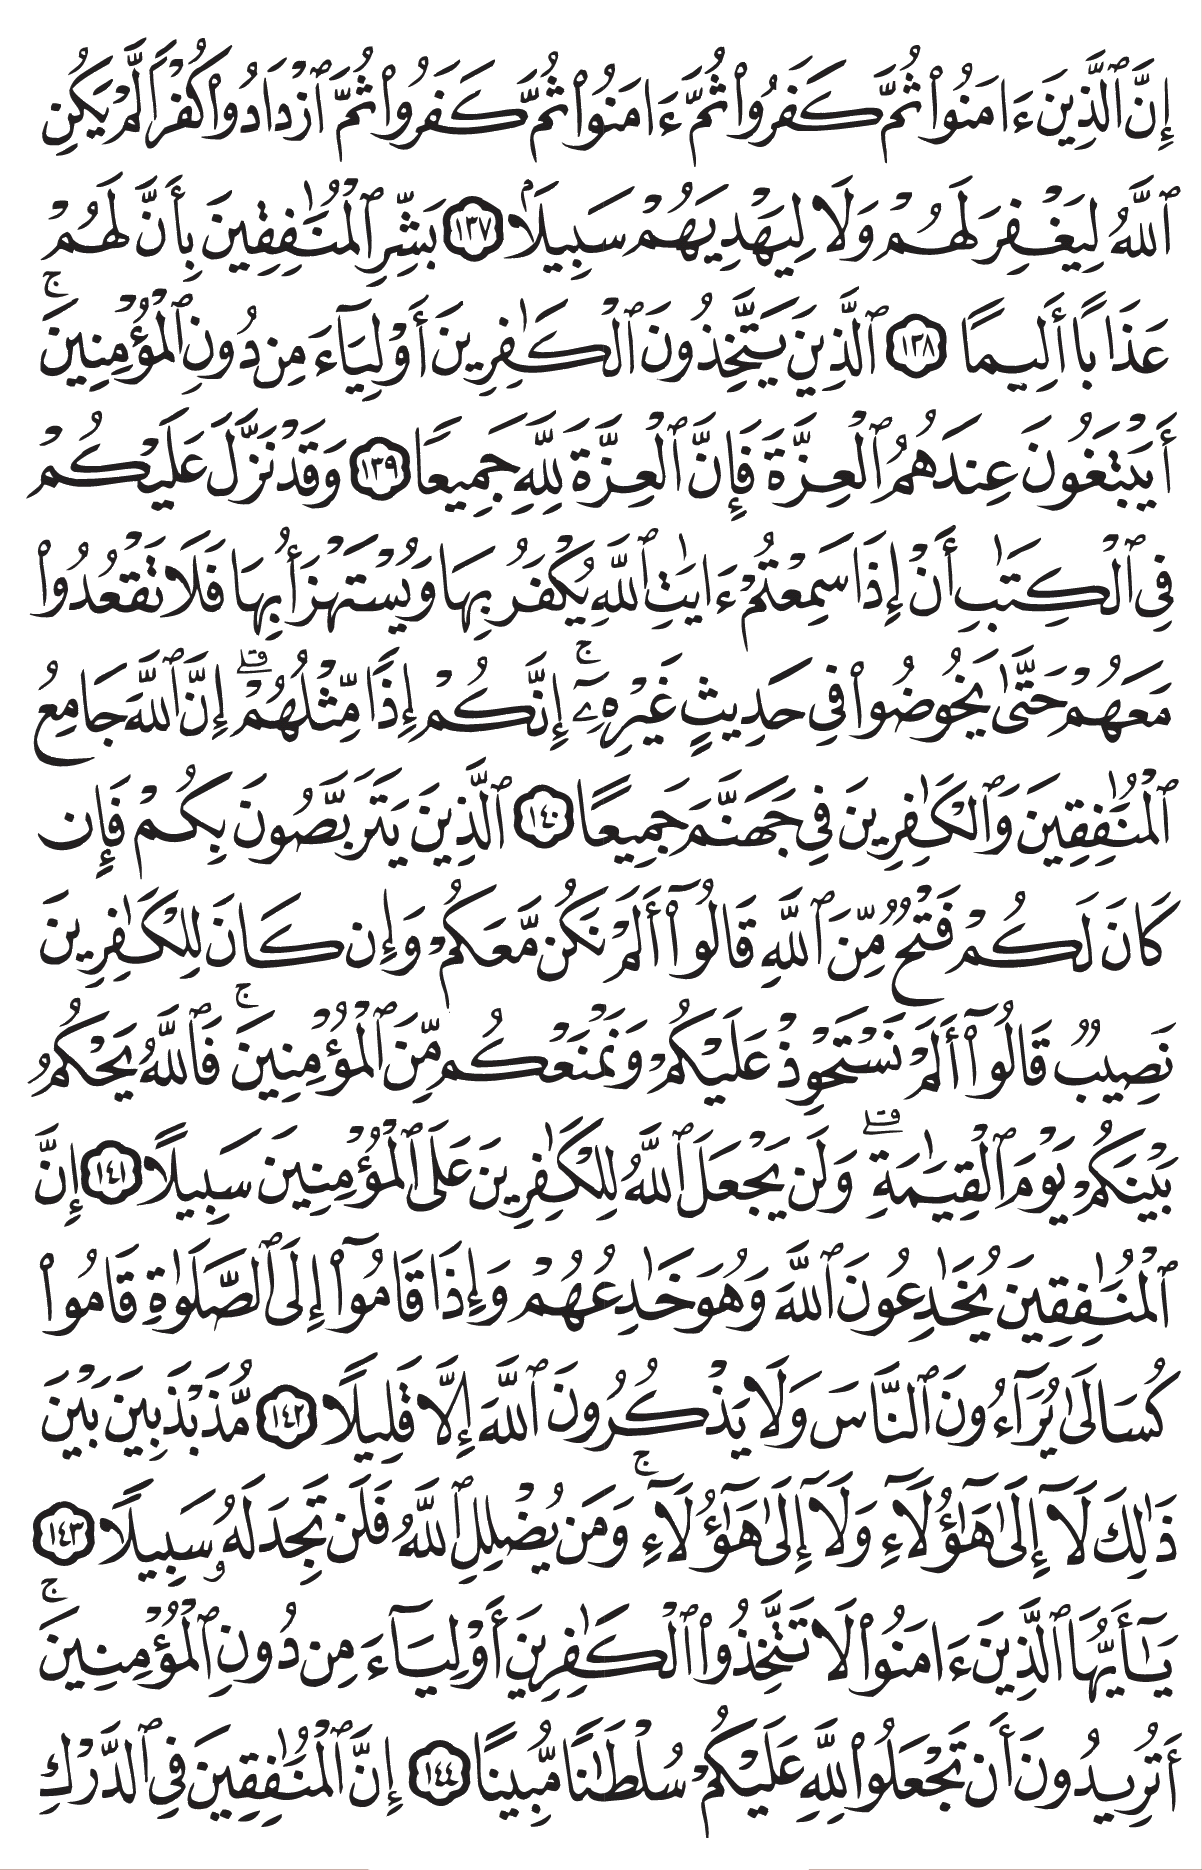 إِنَّ ٱلَّذِينَ ءَامَنُوا۟ ثُمَّ كَفَرُوا۟ ثُمَّ ءَامَنُوا۟ ثُمَّ كَفَرُوا۟ ثُمَّ ٱزْدَادُوا۟ كُفْرًا لَّمْ يَكُنِ
ٱللَّهُ لِيَغْفِرَ لَهُمْ وَلَا لِيَهْدِيَهُمْ سَبِيلًۢا ١٣٧ بَشِّرِ ٱلْمُنَٰفِقِينَ بِأَنَّ لَهُمْ
عَذَابًا أَلِيمًا ١٣٨ ٱلَّذِينَ يَتَّخِذُونَ ٱلْكَٰفِرِينَ أَوْلِيَآءَ مِن دُونِ ٱلْمُؤْمِنِينَ ۚ
أَيَبْتَغُونَ عِندَهُمُ ٱلْعِزَّةَ فَإِنَّ ٱلْعِزَّةَ لِلَّهِ جَمِيعًا ١٣٩ وَقَدْ نَزَّلَ عَلَيْكُمْ
فِى ٱلْكِتَٰبِ أَنْ إِذَا سَمِعْتُمْ ءَايَٰتِ ٱللَّهِ يُكْفَرُ بِهَا وَيُسْتَهْزَأُ بِهَا فَلَا تَقْعُدُوا۟
مَعَهُمْ حَتَّىٰ يَخُوضُوا۟ فِى حَدِيثٍ غَيْرِهِۦٓ ۚ إِنَّكُمْ إِذًا مِّثْلُهُمْ ۗ إِنَّ ٱللَّهَ جَامِعُ
ٱلْمُنَٰفِقِينَ وَٱلْكَٰفِرِينَ فِى جَهَنَّمَ جَمِيعًا ١٤٠ ٱلَّذِينَ يَتَرَبَّصُونَ بِكُمْ فَإِن
كَانَ لَكُمْ فَتْحٌ مِّنَ ٱللَّهِ قَالُوٓا۟ أَلَمْ نَكُن مَّعَكُمْ وَإِن كَانَ لِلْكَٰفِرِينَ
نَصِيبٌ قَالُوٓا۟ أَلَمْ نَسْتَحْوِذْ عَلَيْكُمْ وَنَمْنَعْكُم مِّنَ ٱلْمُؤْمِنِينَ ۚ فَٱللَّهُ يَحْكُمُ
بَيْنَكُمْ يَوْمَ ٱلْقِيَٰمَةِ ۗ وَلَن يَجْعَلَ ٱللَّهُ لِلْكَٰفِرِينَ عَلَى ٱلْمُؤْمِنِينَ سَبِيلًا ١٤١ إِنَّ
ٱلْمُنَٰفِقِينَ يُخَٰدِعُونَ ٱللَّهَ وَهُوَ خَٰدِعُهُمْ وَإِذَا قَامُوٓا۟ إِلَى ٱلصَّلَوٰةِ قَامُوا۟
كُسَالَىٰ يُرَآءُونَ ٱلنَّاسَ وَلَا يَذْكُرُونَ ٱللَّهَ إِلَّا قَلِيلًا ١٤٢ مُّذَبْذَبِينَ بَيْنَ
ذَٰلِكَ لَآ إِلَىٰ هَٰٓؤُلَآءِ وَلَآ إِلَىٰ هَٰٓؤُلَآءِ ۚ وَمَن يُضْلِلِ ٱللَّهُ فَلَن تَجِدَ لَهُۥ سَبِيلًا ١٤٣
يَٰٓأَيُّهَا ٱلَّذِينَ ءَامَنُوا۟ لَا تَتَّخِذُوا۟ ٱلْكَٰفِرِينَ أَوْلِيَآءَ مِن دُونِ ٱلْمُؤْمِنِينَ ۚ
أَتُرِيدُونَ أَن تَجْعَلُوا۟ لِلَّهِ عَلَيْكُمْ سُلْطَٰنًا مُّبِينًا ١٤٤ إِنَّ ٱلْمُنَٰفِقِينَ فِى ٱلدَّرْكِ